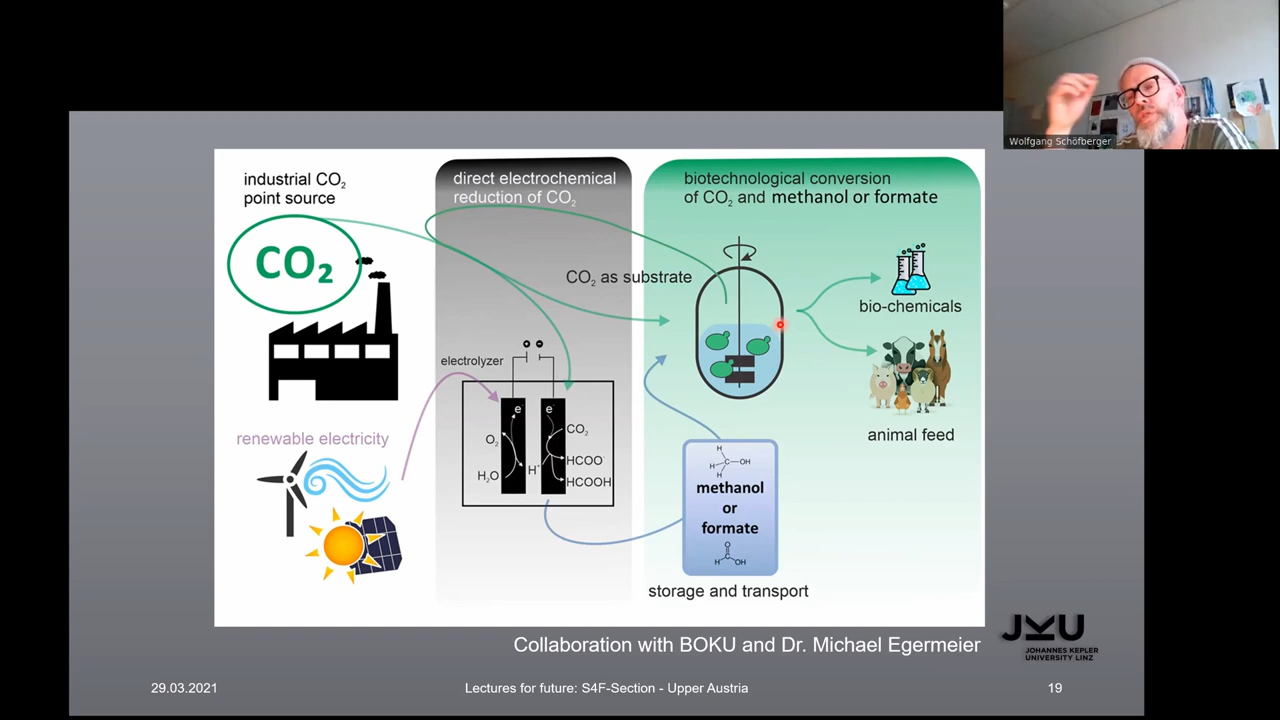 Wolfgang Schöfberger
industrial CO₂
point source
CO₂
renewable electricity
direct electrochemical
reduction of CO₂
electrolyzer
e⁻
e⁻
O₂
H₂O
H⁺
CO₂
HCOO⁻
HCOOH
biotechnological conversion
of CO₂ and methanol or formate
CO₂ as substrate
bio-chemicals
animal feed
H
H
OH
H
methanol
or
formate
O
H
OH
storage and transport
Collaboration with BOKU and Dr. Michael Egermeier
JKU
JOHANNES KEPLER
UNIVERSITY LINZ
29.03.2021
Lectures for future: S4F-Section - Upper Austria
19